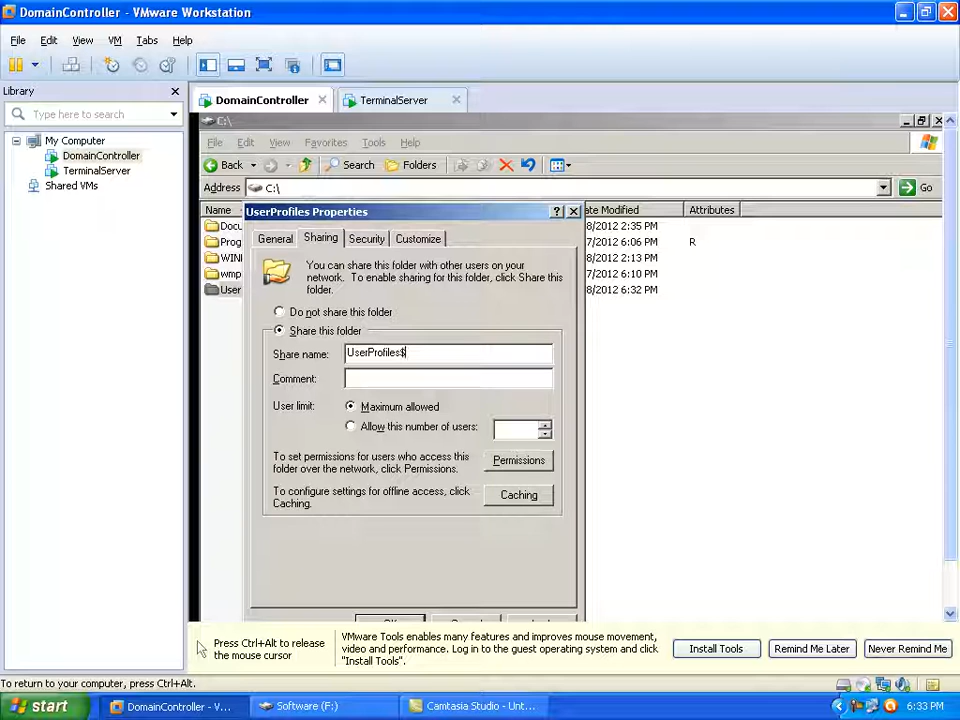 DomainController - VMware Workstation
File Edit View VM Tabs Help
Library
Type here to search
My Computer
DomainController
TerminalServer
Shared VMs
DomainController
TerminalServer
C:\
File Edit View Favorites Tools Help
Back Search Folders
Address C:\ Go
Name ate Modified Attributes
Docu 8/2012 2:35 PM
Prog 7/2012 6:06 PM R
WIN 8/2012 2:13 PM
wmp 7/2012 6:10 PM
User 8/2012 6:32 PM
UserProfiles Properties
General Sharing Security Customize
You can share this folder with other users on your
network. To enable sharing for this folder, click Share this
folder.
Do not share this folder
Share this folder
Share name: UserProfiles$
Comment:
User limit: Maximum allowed
Allow this number of users:
To set permissions for users who access this
folder over the network, click Permissions.
Permissions
To configure settings for offline access, click
Caching.
Caching
Press Ctrl+Alt to release
the mouse cursor
VMware Tools enables many features and improves mouse movement,
video and performance. Log in to the guest operating system and click
"Install Tools".
Install Tools Remind Me Later Never Remind Me
To return to your computer, press Ctrl+Alt.
start DomainController - V... Software (F:) Camtasia Studio - Unt... 6:33 PM